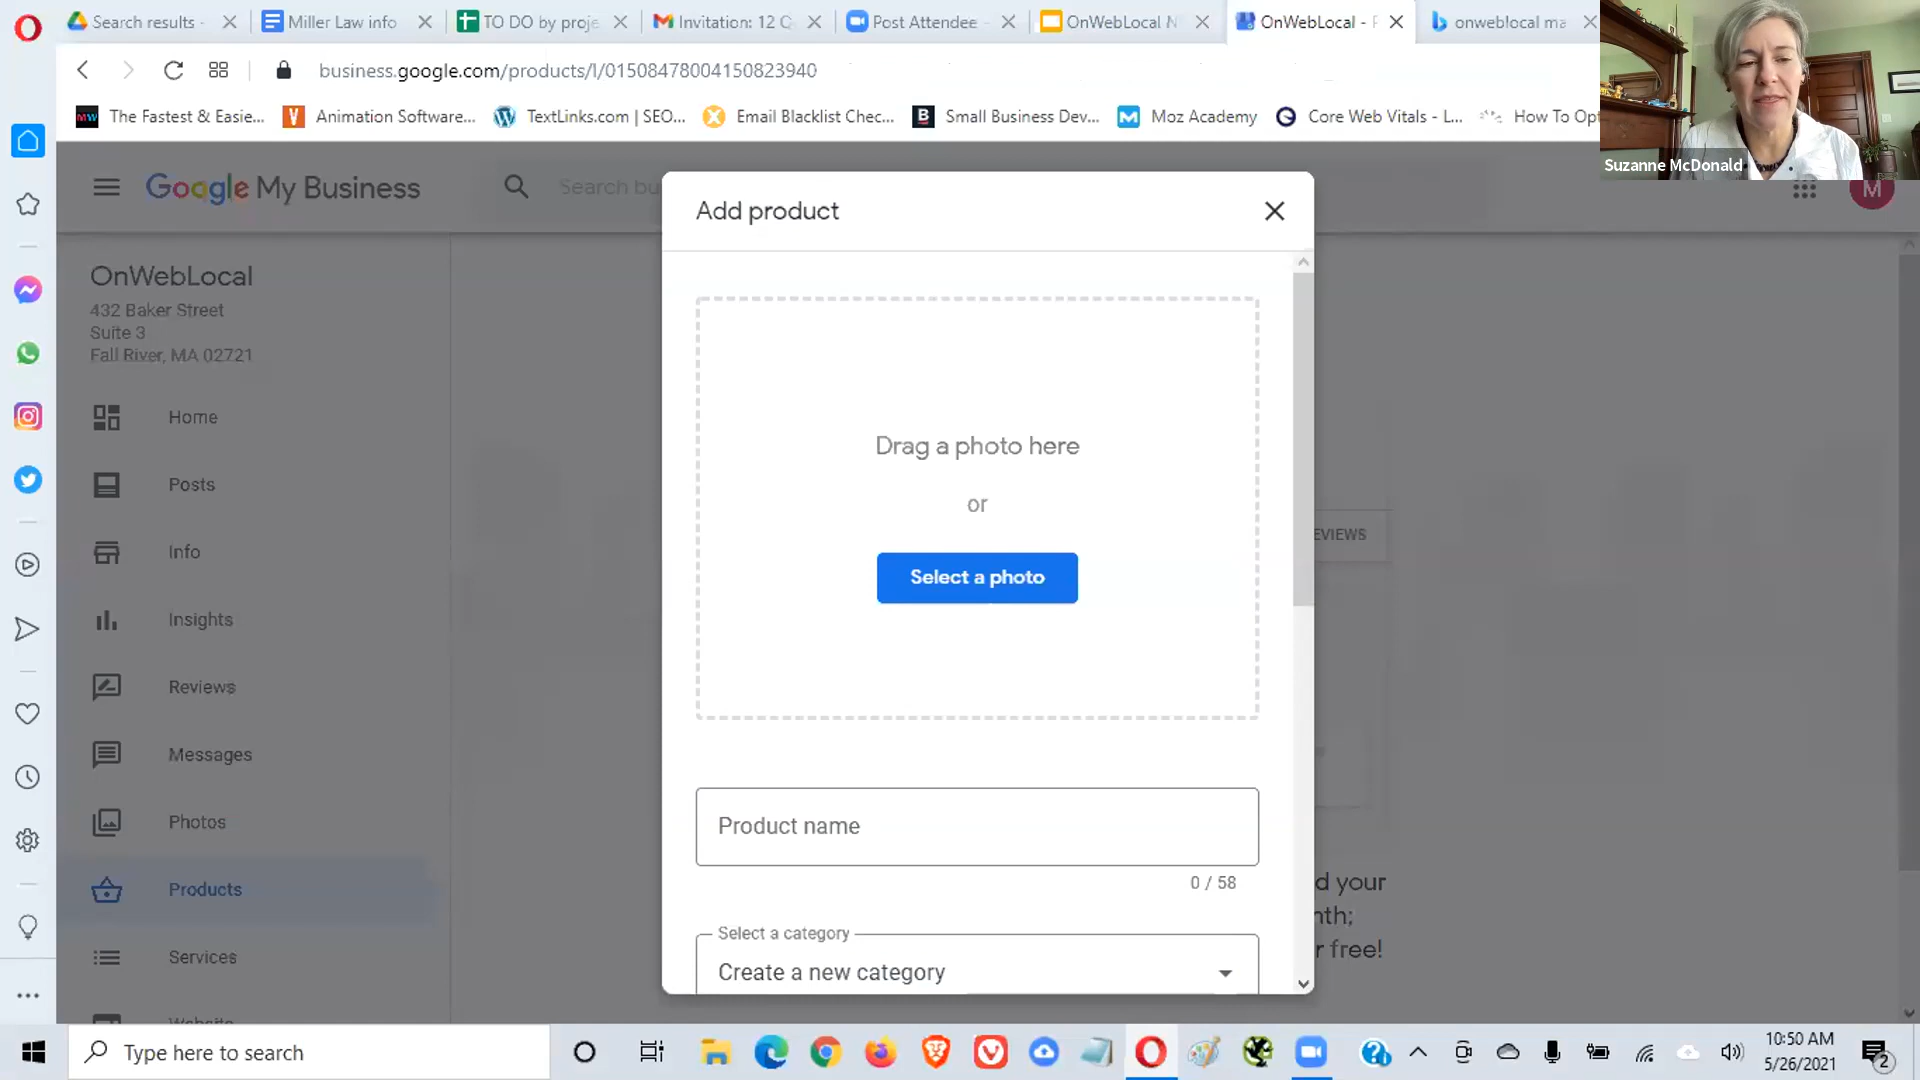 Search results -
Miller Law info
TO DO by proje
Invitation: 12 Q
Post Attendee -
OnWebLocal N
OnWebLocal - P
onweblocal ma
business.google.com/products/l/01508478004150823940
The Fastest & Easie...
Animation Software...
TextLinks.com | SEO...
Email Blacklist Chec...
Small Business Dev...
Moz Academy
Core Web Vitals - L...
How To Opt
Suzanne McDonald
Google My Business
Search bu
M
Add product
OnWebLocal
432 Baker Street
Suite 3
Fall River, MA 02721
Home
Posts
Info
Insights
Reviews
Messages
Photos
Products
Services
Website
Drag a photo here
or
Select a photo
EVIEWS
Product name
0 / 58
d your
nth;
r free!
Select a category
Create a new category
Type here to search
10:50 AM
5/26/2021
2